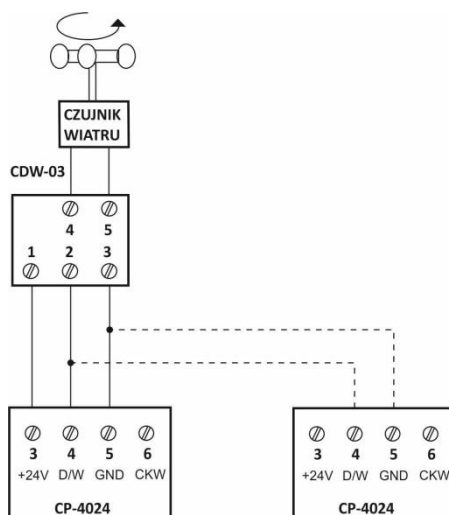 CZUJNIK
WIATRU
CDW-03
4 5
1 2 3
3 4 5 6
+24V D/W GND CKW
CP-4024
3 4 5 6
+24V D/W GND CKW
CP-4024